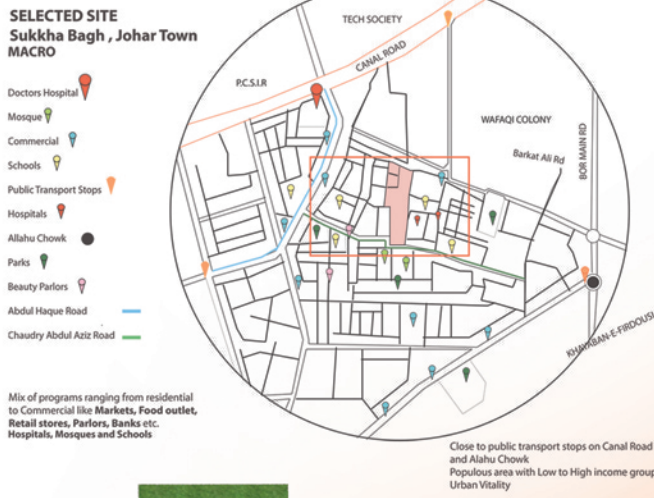 SELECTED SITE
Sukkha Bagh , Johar Town
MACRO
Doctors Hospital
Mosque
Commercial
Schools
Public Transport Stops
Hospitals
Allahu Chowk
Parks
Beauty Parlors
Abdul Haque Road
Chaudry Abdul Aziz Road
Mix of programs ranging from residential
to Commercial like Markets, Food outlet,
Retail stores, Parlors, Banks etc.
Hospitals, Mosques and Schools
TECH SOCIETY
CANAL ROAD
P.C.S.I.R
WAFAQI COLONY
Barkat Ali Rd
BOR MAIN RD
KHAYABAN-E-FIRDOUSI
Close to public transport stops on Canal Road
and Alahu Chowk
Populous area with Low to High income group
Urban Vitality